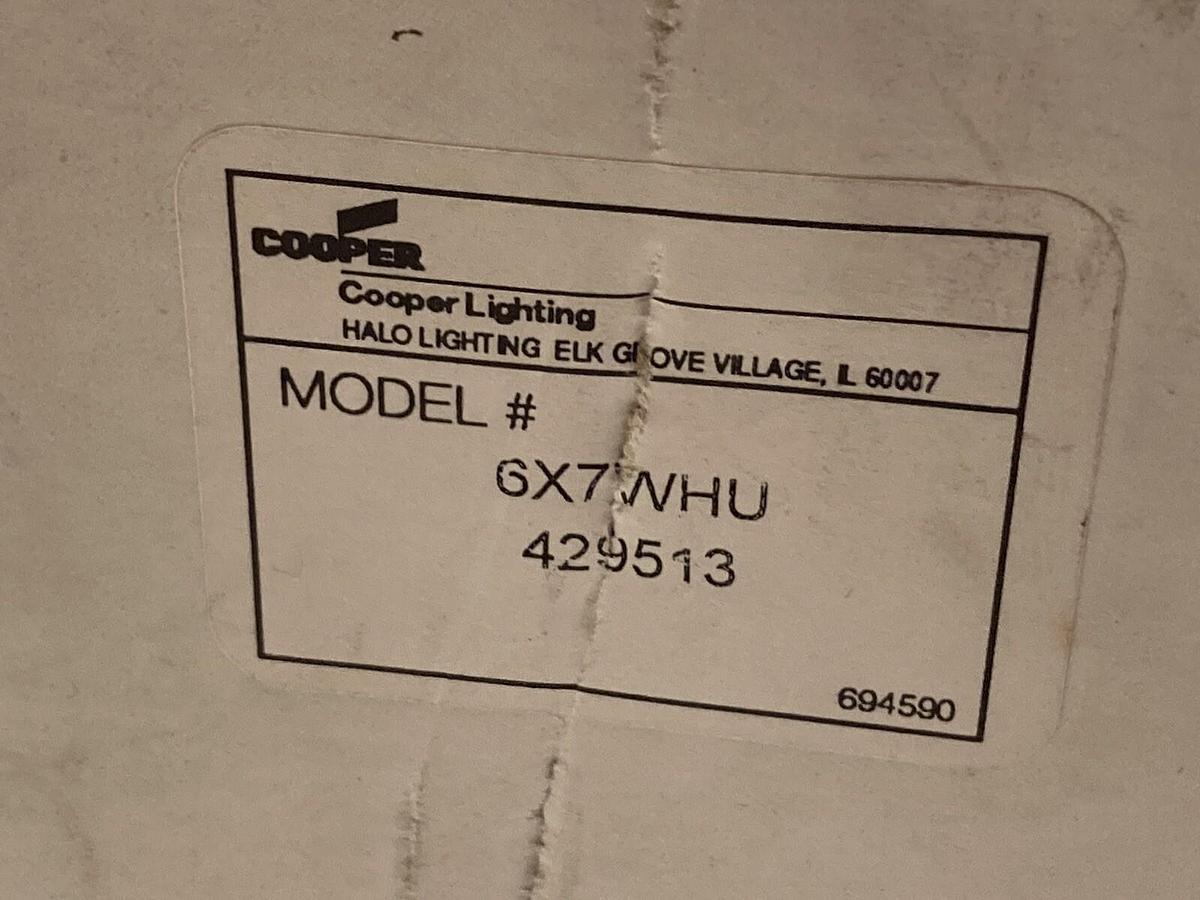 COOPER
Cooper Lighting
HALO LIGHTING ELK GROVE VILLAGE, IL 60007
MODEL #
6X7WHU
429513
694590